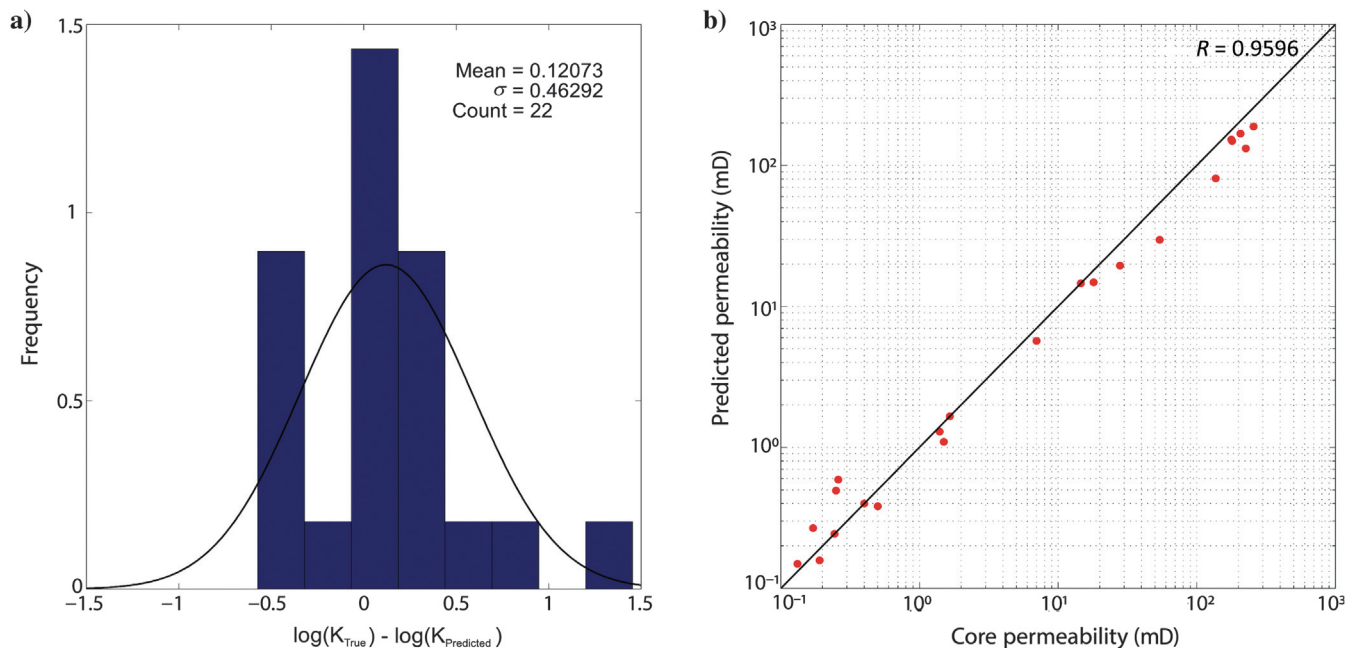 a)
1.5
1
0.5
0
Frequency
Mean = 0.12073
σ = 0.46292
Count = 22
−1.5
−1
−0.5
0
0.5
1
1.5
log(K_True) - log(K_Predicted)
b)
10³
10²
10¹
10⁰
10⁻¹
Predicted permeability (mD)
R = 0.9596
10⁻¹
10⁰
10¹
10²
10³
Core permeability (mD)